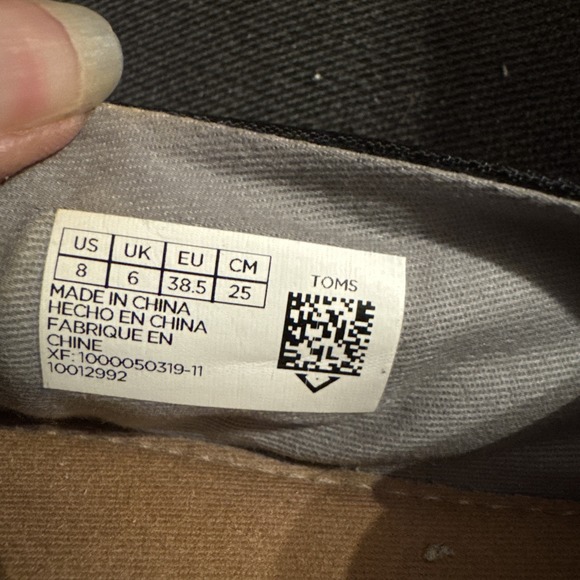 US UK EU CM
8 6 38.5 25
MADE IN CHINA
HECHO EN CHINA
FABRIQUE EN
CHINE
XF: 1000050319-11
10012992
TOMS